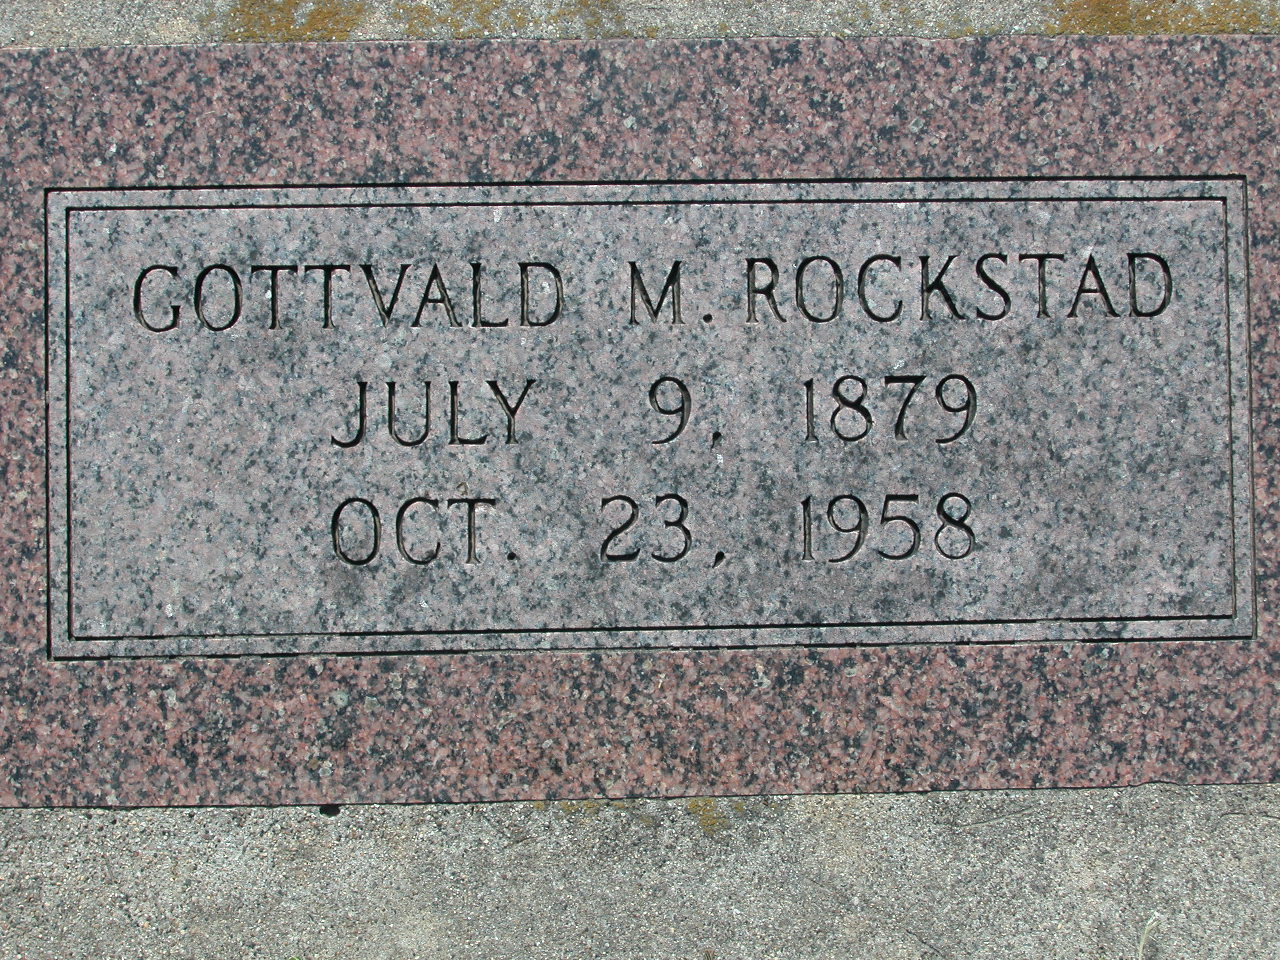 GOTTVALD M. ROCKSTAD
JULY 9, 1879
OCT. 23, 1958